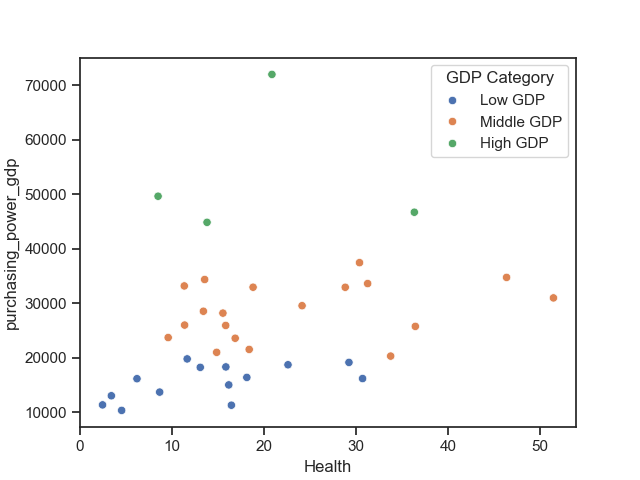 GDP Category
Low GDP
Middle GDP
High GDP
70000
60000
50000
40000
30000
20000
10000
purchasing_power_gdp
0 10 20 30 40 50
Health